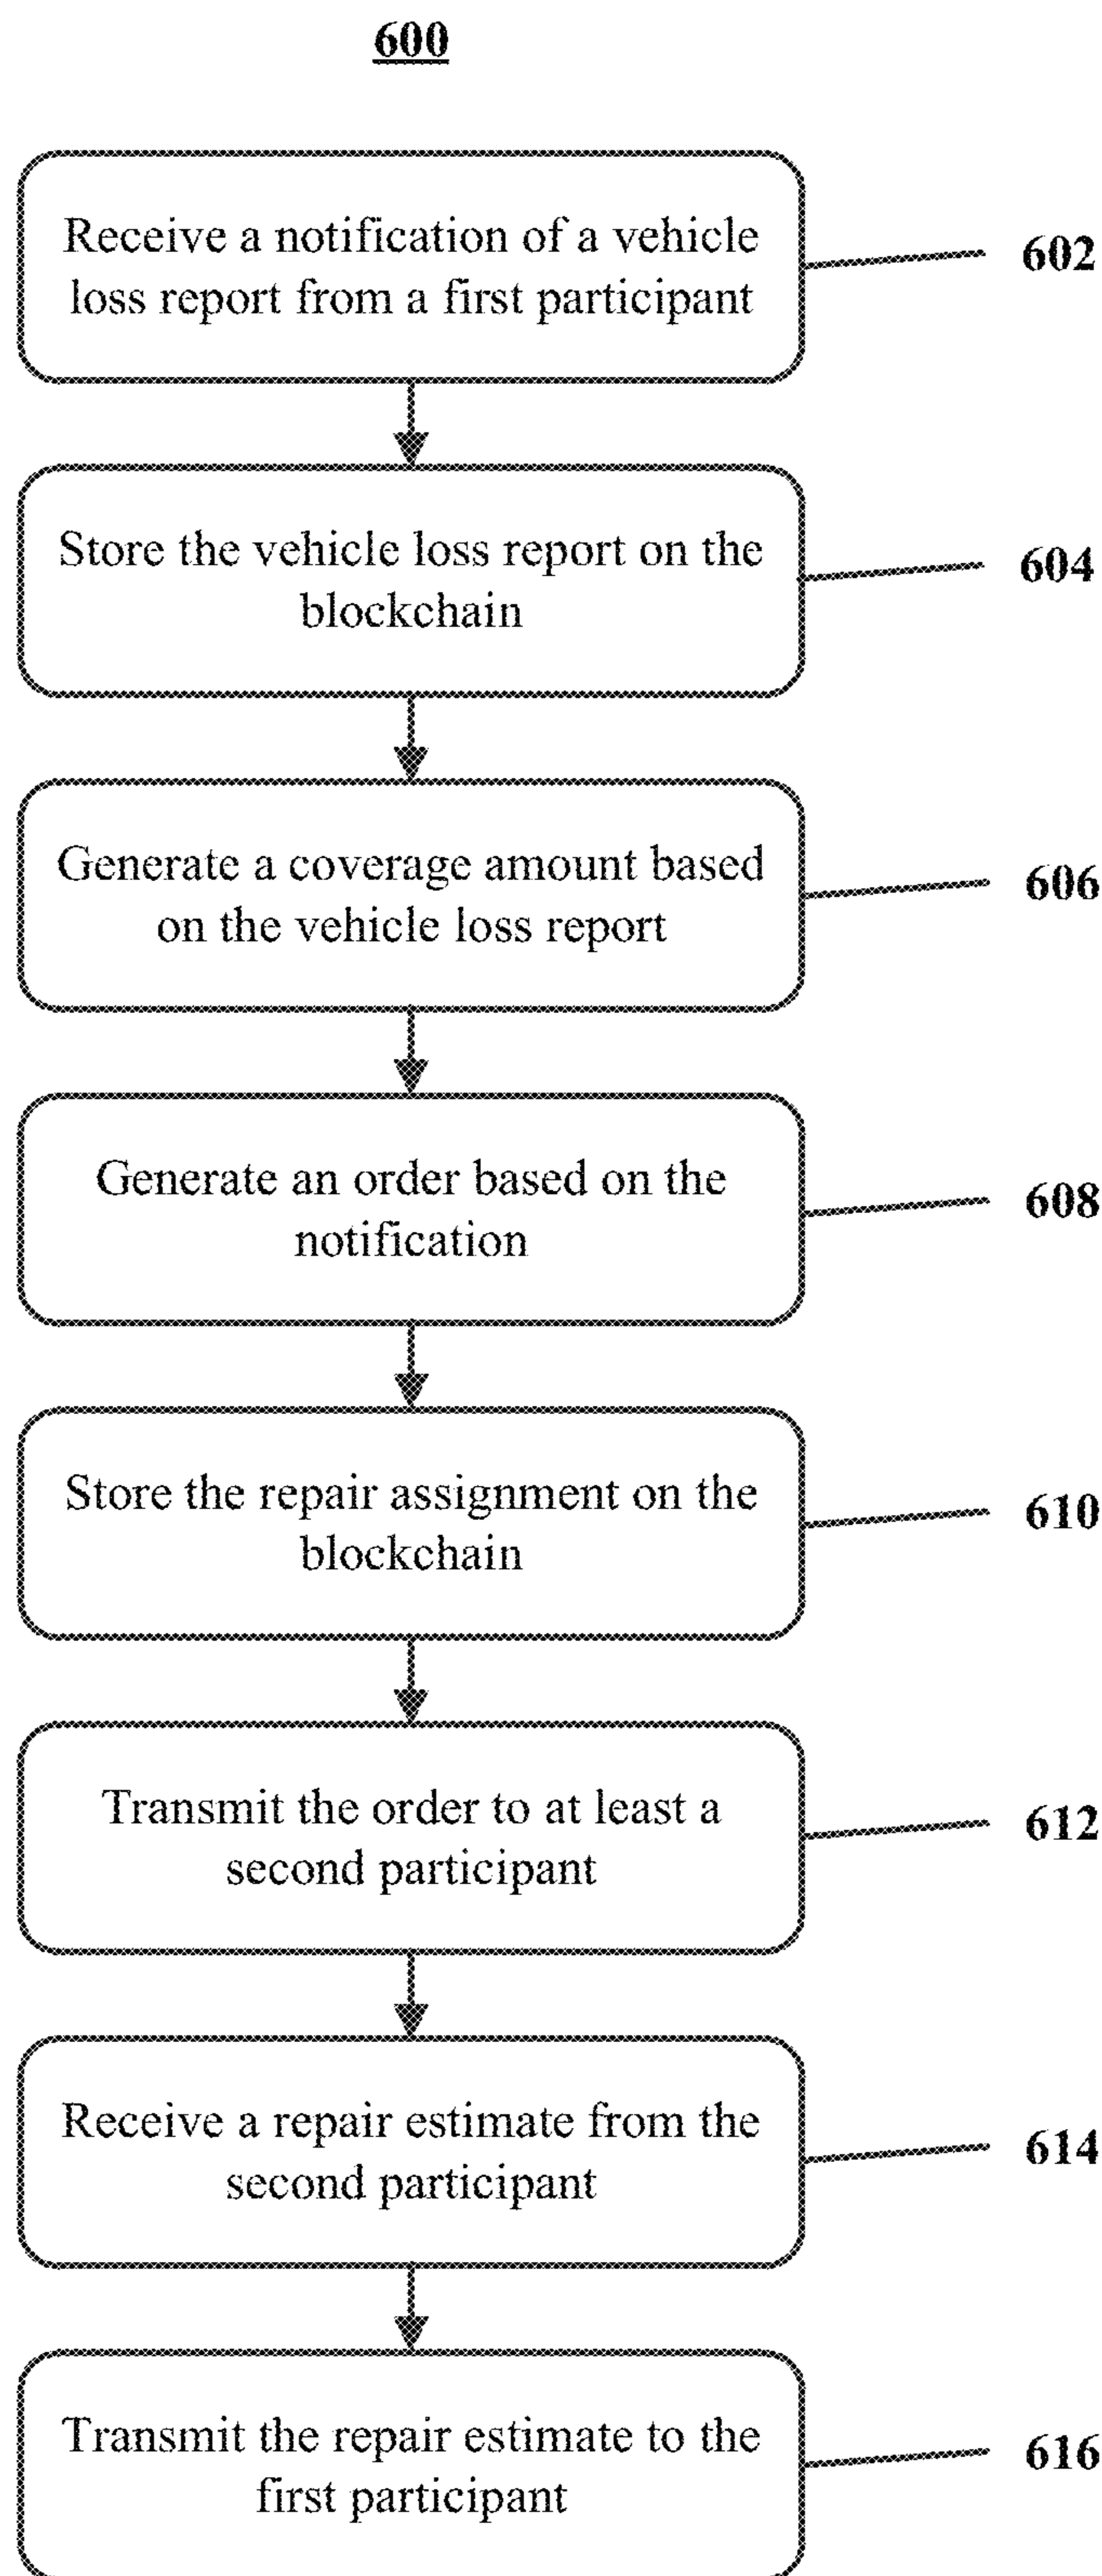 600
Receive a notification of a vehicle
loss report from a first participant
602
Store the vehicle loss report on the
blockchain
604
Generate a coverage amount based
on the vehicle loss report
606
Generate an order based on the
notification
608
Store the repair assignment on the
blockchain
610
Transmit the order to at least a
second participant
612
Receive a repair estimate from the
second participant
614
Transmit the repair estimate to the
first participant
616